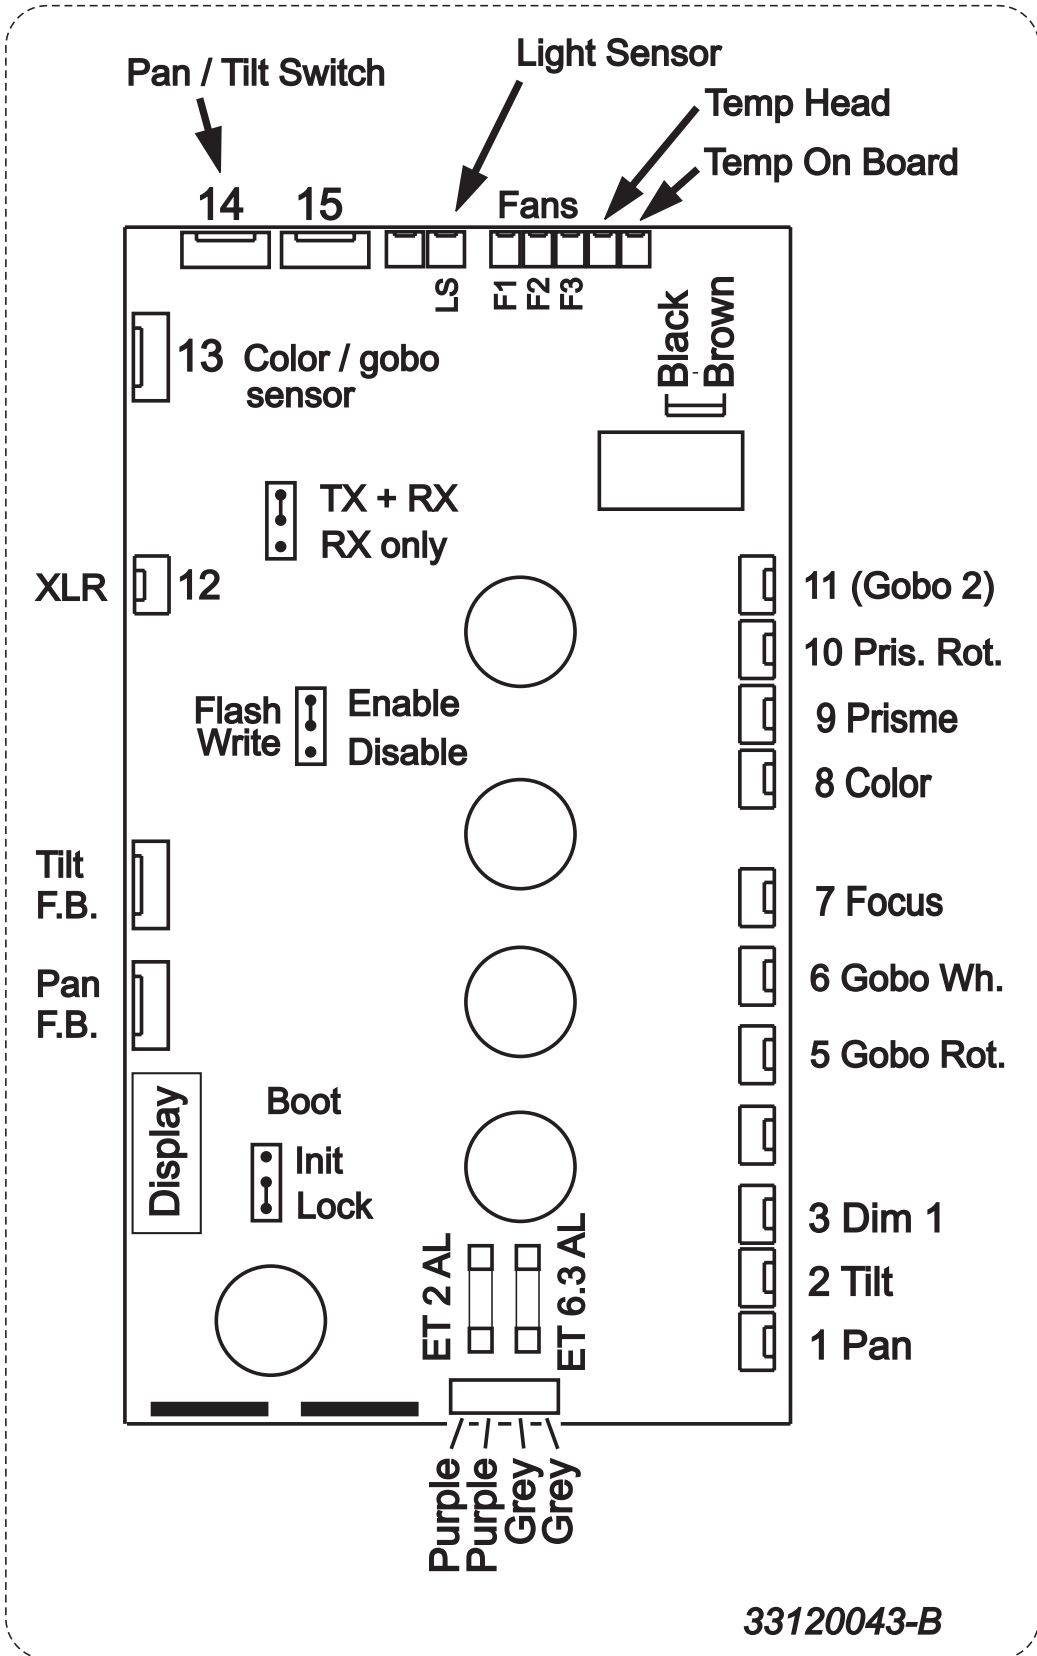 Pan / Tilt Switch
Light Sensor
Temp Head
Temp On Board
14
15
Fans
LS
F1
F2
F3
Black
Brown
13 Color / gobo
sensor
TX + RX
RX only
XLR
12
11 (Gobo 2)
10 Pris. Rot.
9 Prisme
8 Color
Flash
Write
Enable
Disable
Tilt
F.B.
7 Focus
Pan
F.B.
6 Gobo Wh.
5 Gobo Rot.
Display
Boot
Init
Lock
3 Dim 1
2 Tilt
1 Pan
ET 2 AL
ET 6.3 AL
Purple
Purple
Grey
Grey
33120043-B